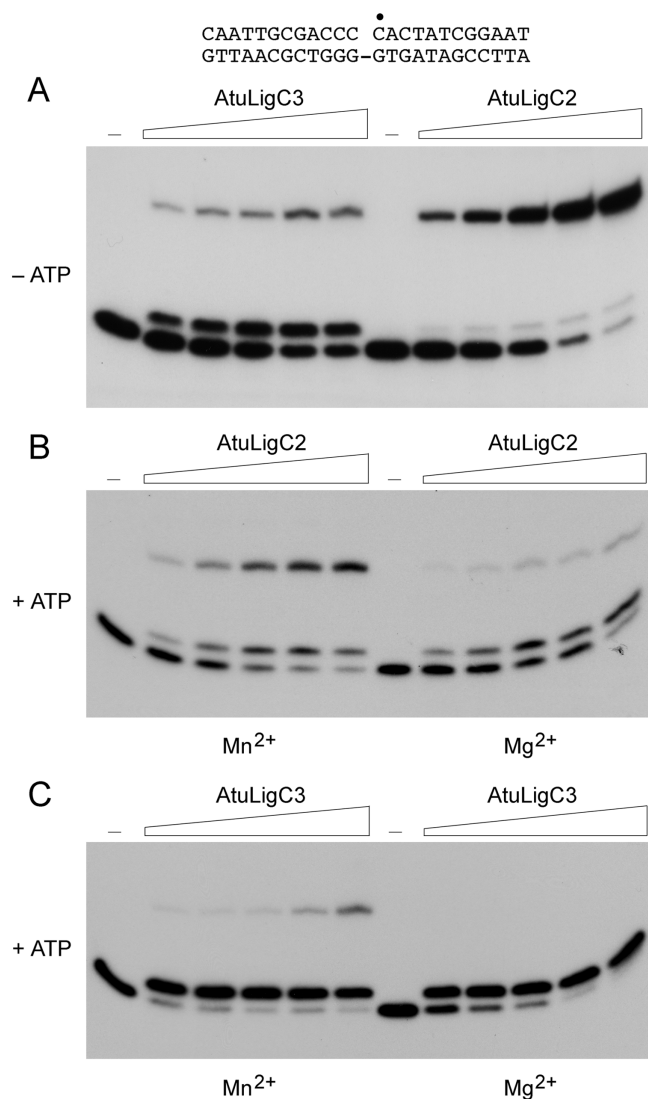 CAATTGCGACCC CACTATCGGAAT
GTTAACGCTGGG–GTGATAGCCTTA
A
AtuLigC3 AtuLigC2
– –
– ATP
B
AtuLigC2 AtuLigC2
– –
+ ATP
Mn2+ Mg2+
C
AtuLigC3 AtuLigC3
– –
+ ATP
Mn2+ Mg2+